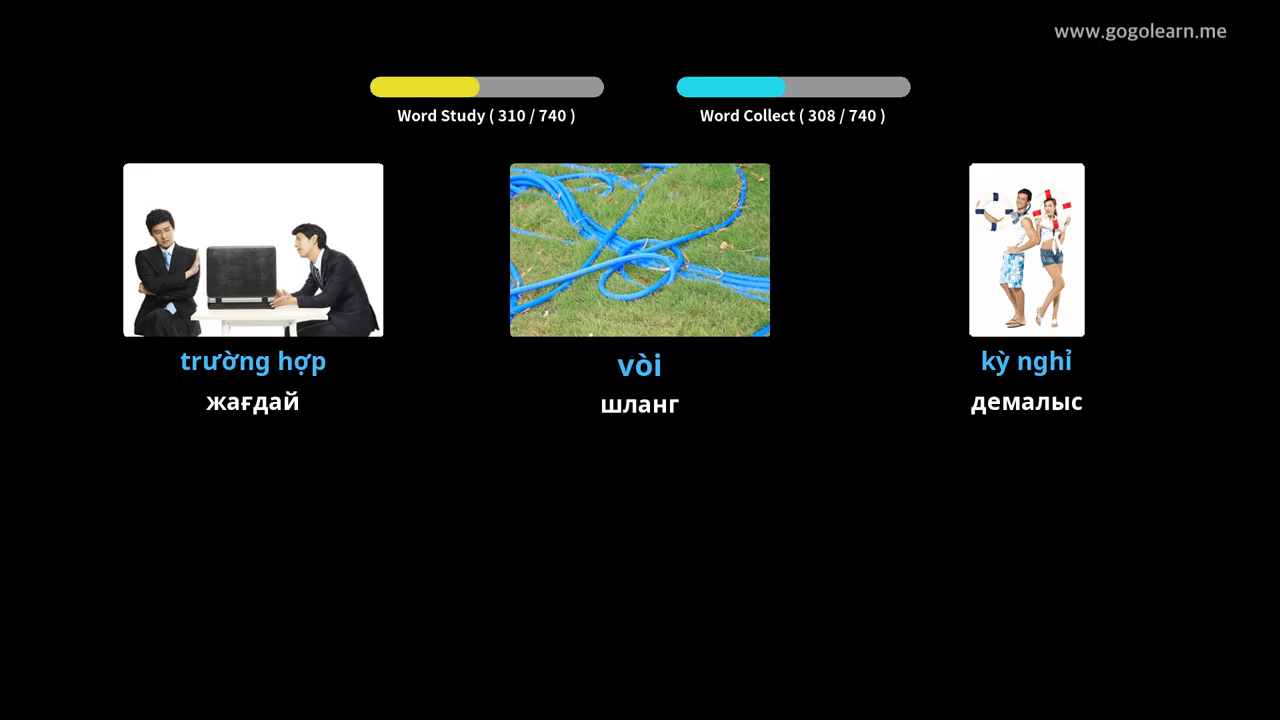 www.gogolearn.me
Word Study ( 310 / 740 )
Word Collect ( 308 / 740 )
trường hợp
жағдай
vòi
шланг
kỳ nghỉ
демалыс